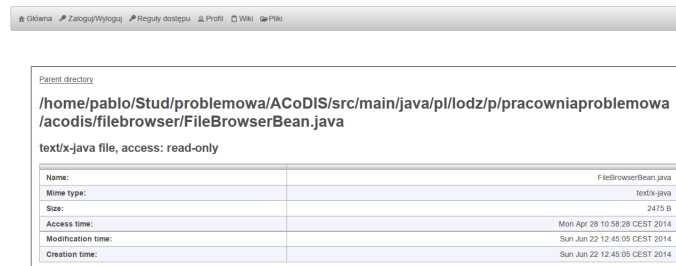 Główna Zaloguj/Wyloguj Reguły dostępu Profil Wiki Pliki
Parent directory
/home/pablo/Stud/problemowa/ACoDIS/src/main/java/pl/lodz/p/pracowniaproblemowa
/acodis/filebrowser/FileBrowserBean.java
text/x-java file, access: read-only
Name: FileBrowserBean.java
Mime type: text/x-java
Size: 2475 B
Access time: Mon Apr 28 10:58:28 CEST 2014
Modification time: Sun Jun 22 12:45:05 CEST 2014
Creation time: Sun Jun 22 12:45:05 CEST 2014